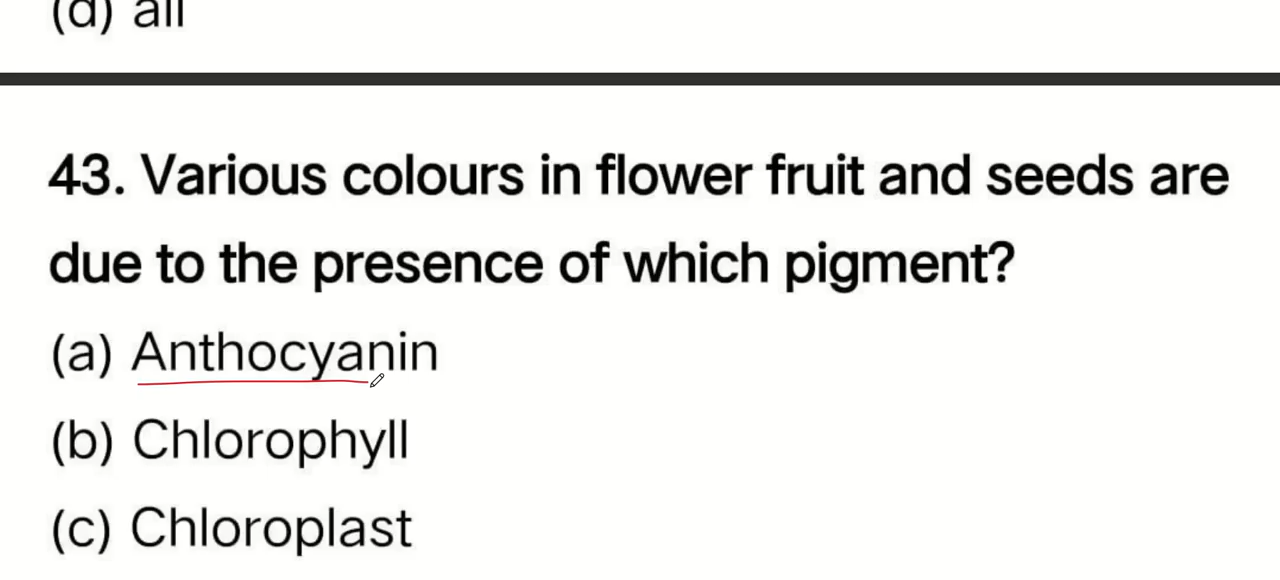 (d) all
43. Various colours in flower fruit and seeds are
due to the presence of which pigment?
(a) Anthocyanin
(b) Chlorophyll
(c) Chloroplast